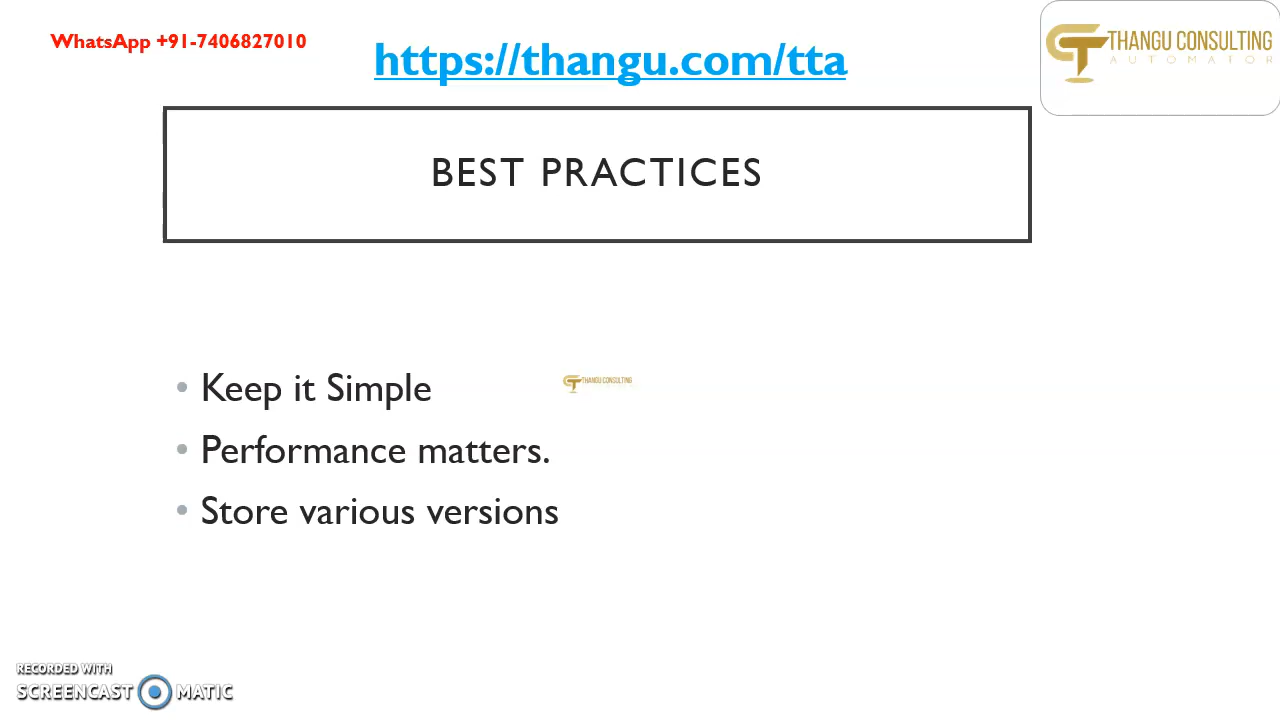 WhatsApp +91-7406827010
https://thangu.com/tta
THANGU CONSULTING
AUTOMATOR
BEST PRACTICES
• Keep it Simple
THANGU CONSULTING
• Performance matters.
• Store various versions
RECORDED WITH
SCREENCAST MATIC